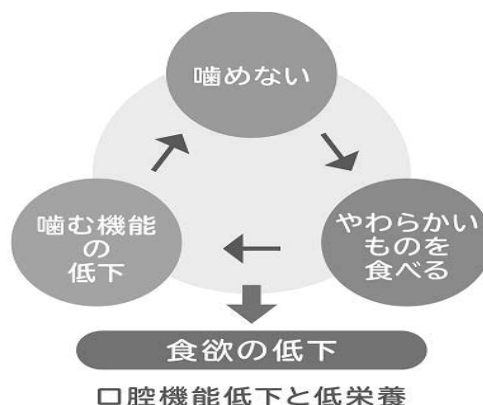 噛めない
やわらかい
ものを
食べる
噛む機能
の
低下
食欲の低下
口腔機能低下と低栄養